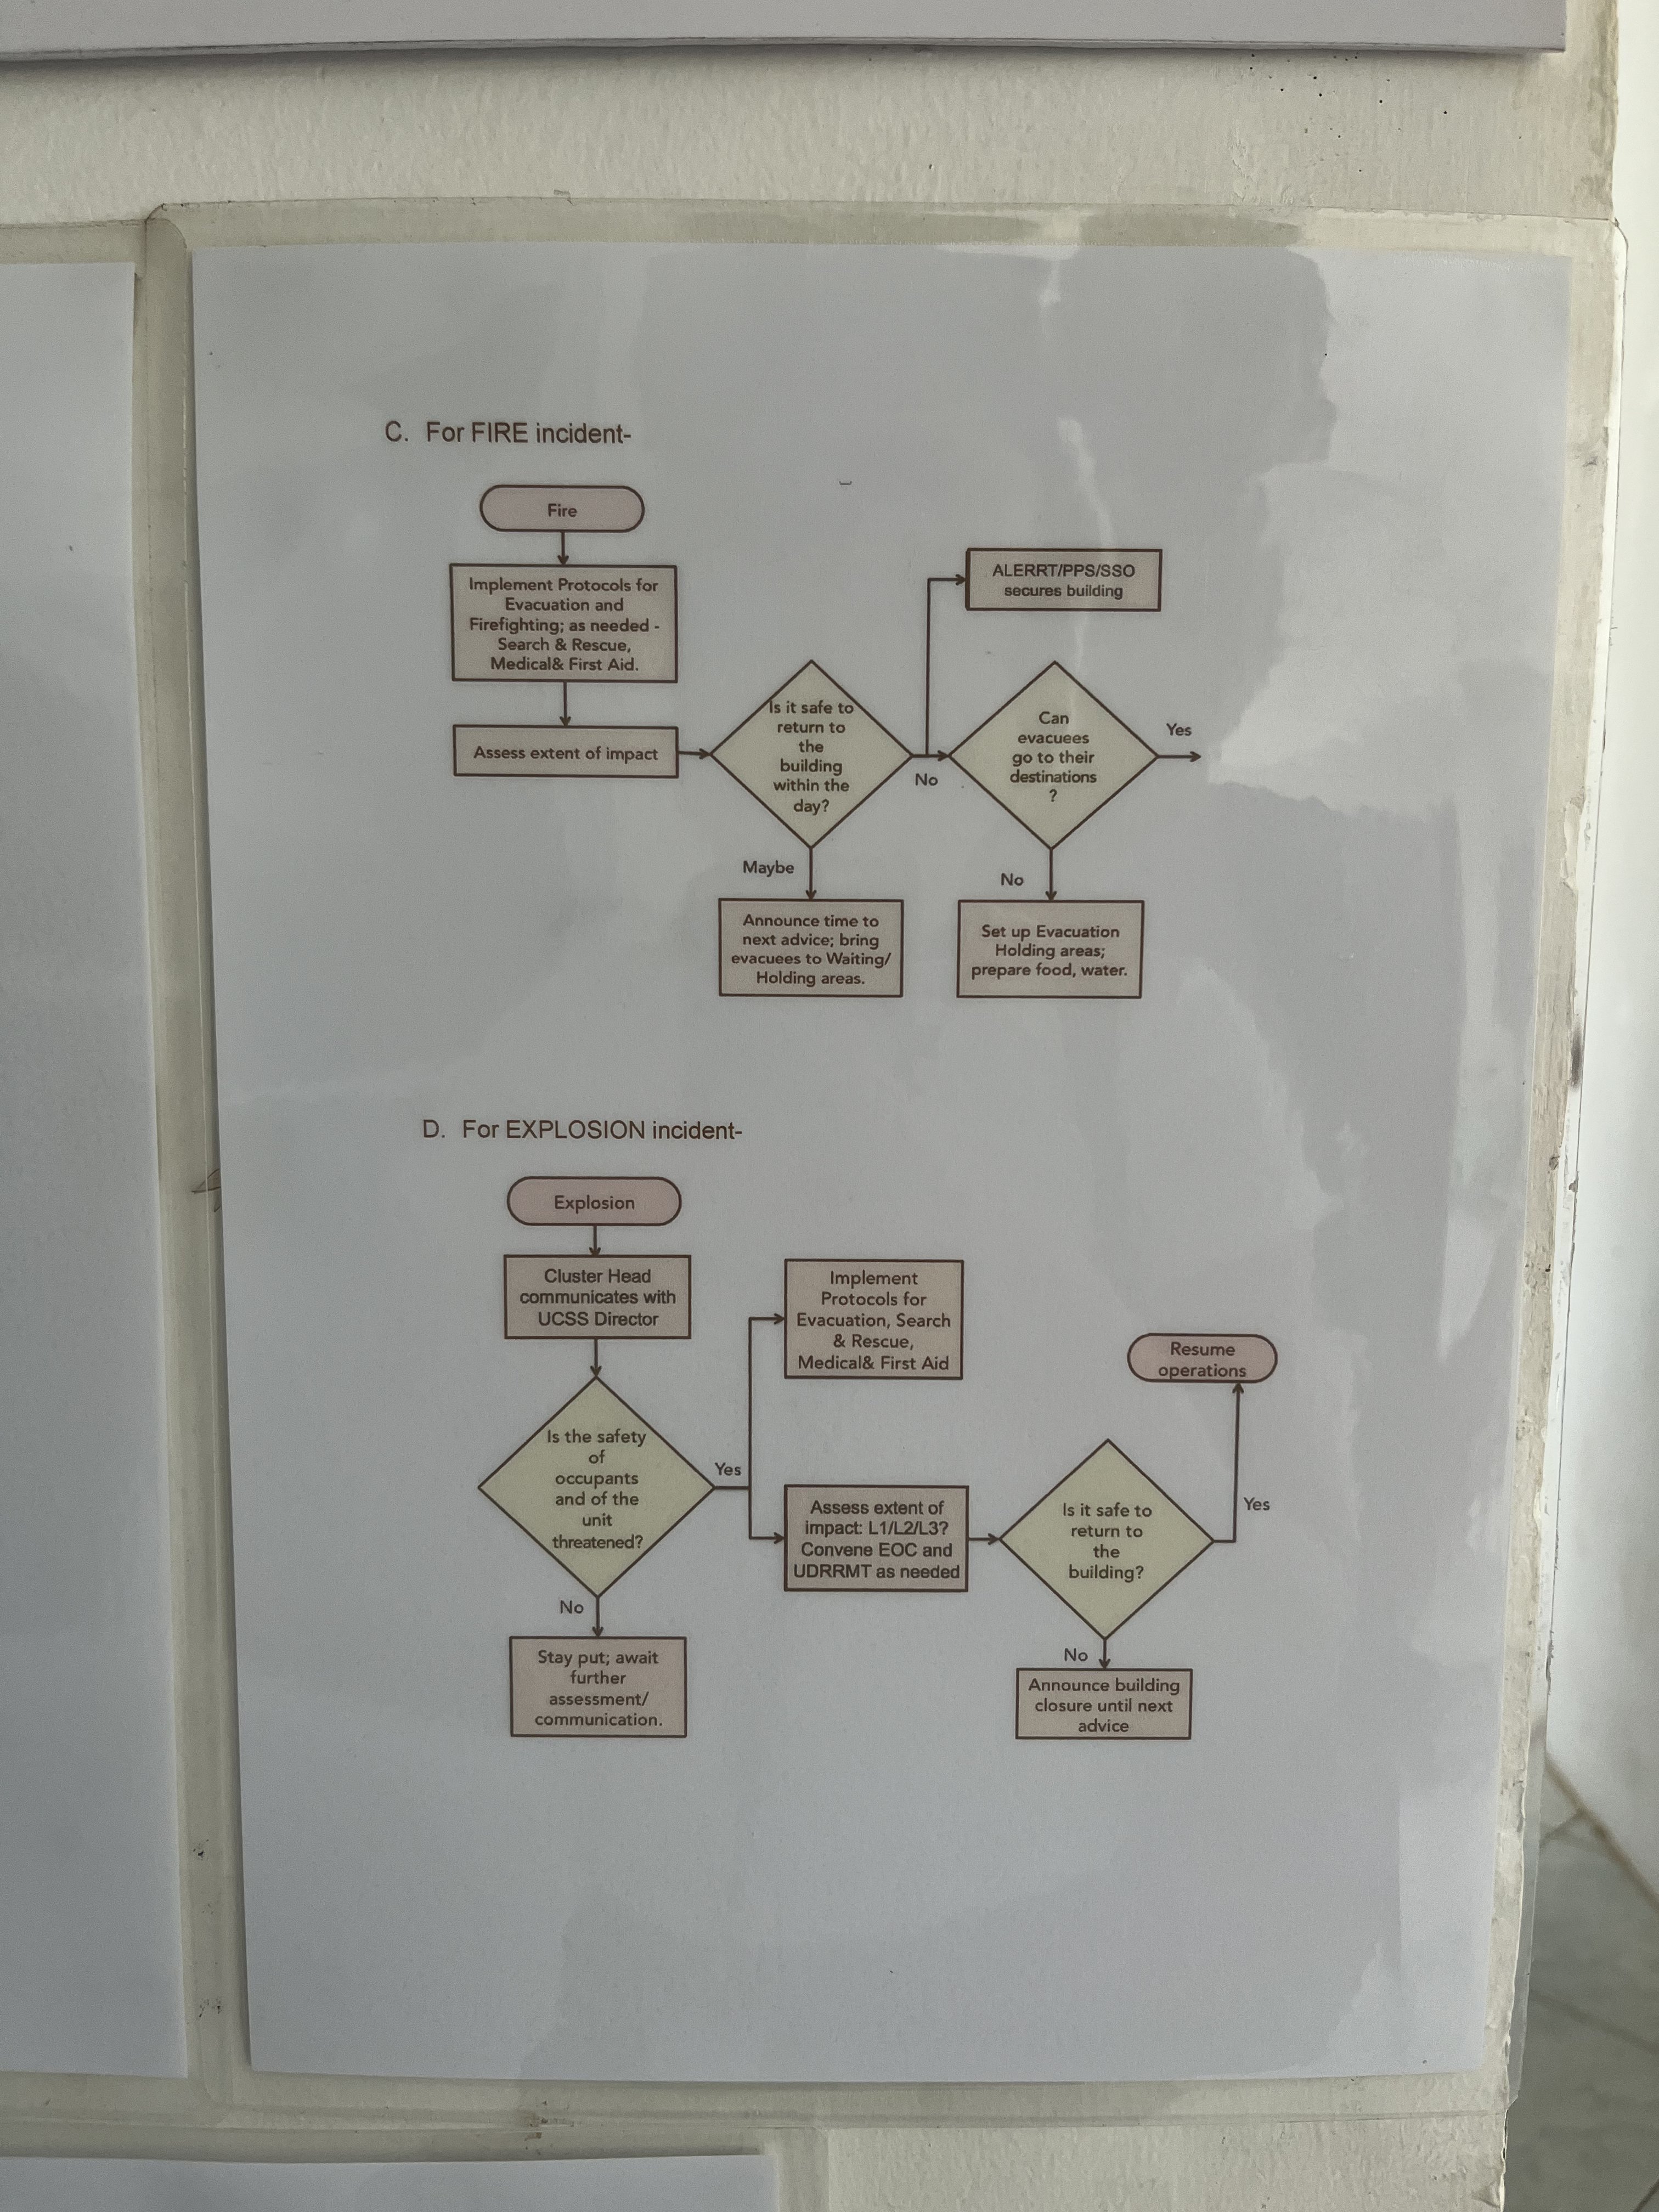 C. For FIRE incident-
Fire
Implement Protocols for
Evacuation and
Firefighting; as needed -
Search & Rescue,
Medical& First Aid.
Assess extent of impact
Is it safe to
return to
the
building
within the
day?
Maybe
Announce time to
next advice; bring
evacuees to Waiting/
Holding areas.
No
ALERRT/PPS/SSO
secures building
Can
evacuees
go to their
destinations
?
Yes
No
Set up Evacuation
Holding areas;
prepare food, water.
D. For EXPLOSION incident-
Explosion
Cluster Head
communicates with
UCSS Director
Is the safety
of
occupants
and of the
unit
threatened?
No
Stay put; await
further
assessment/
communication.
Yes
Implement
Protocols for
Evacuation, Search
& Rescue,
Medical& First Aid
Assess extent of
impact: L1/L2/L3?
Convene EOC and
UDRRMT as needed
Is it safe to
return to
the
building?
Yes
Resume
operations
No
Announce building
closure until next
advice